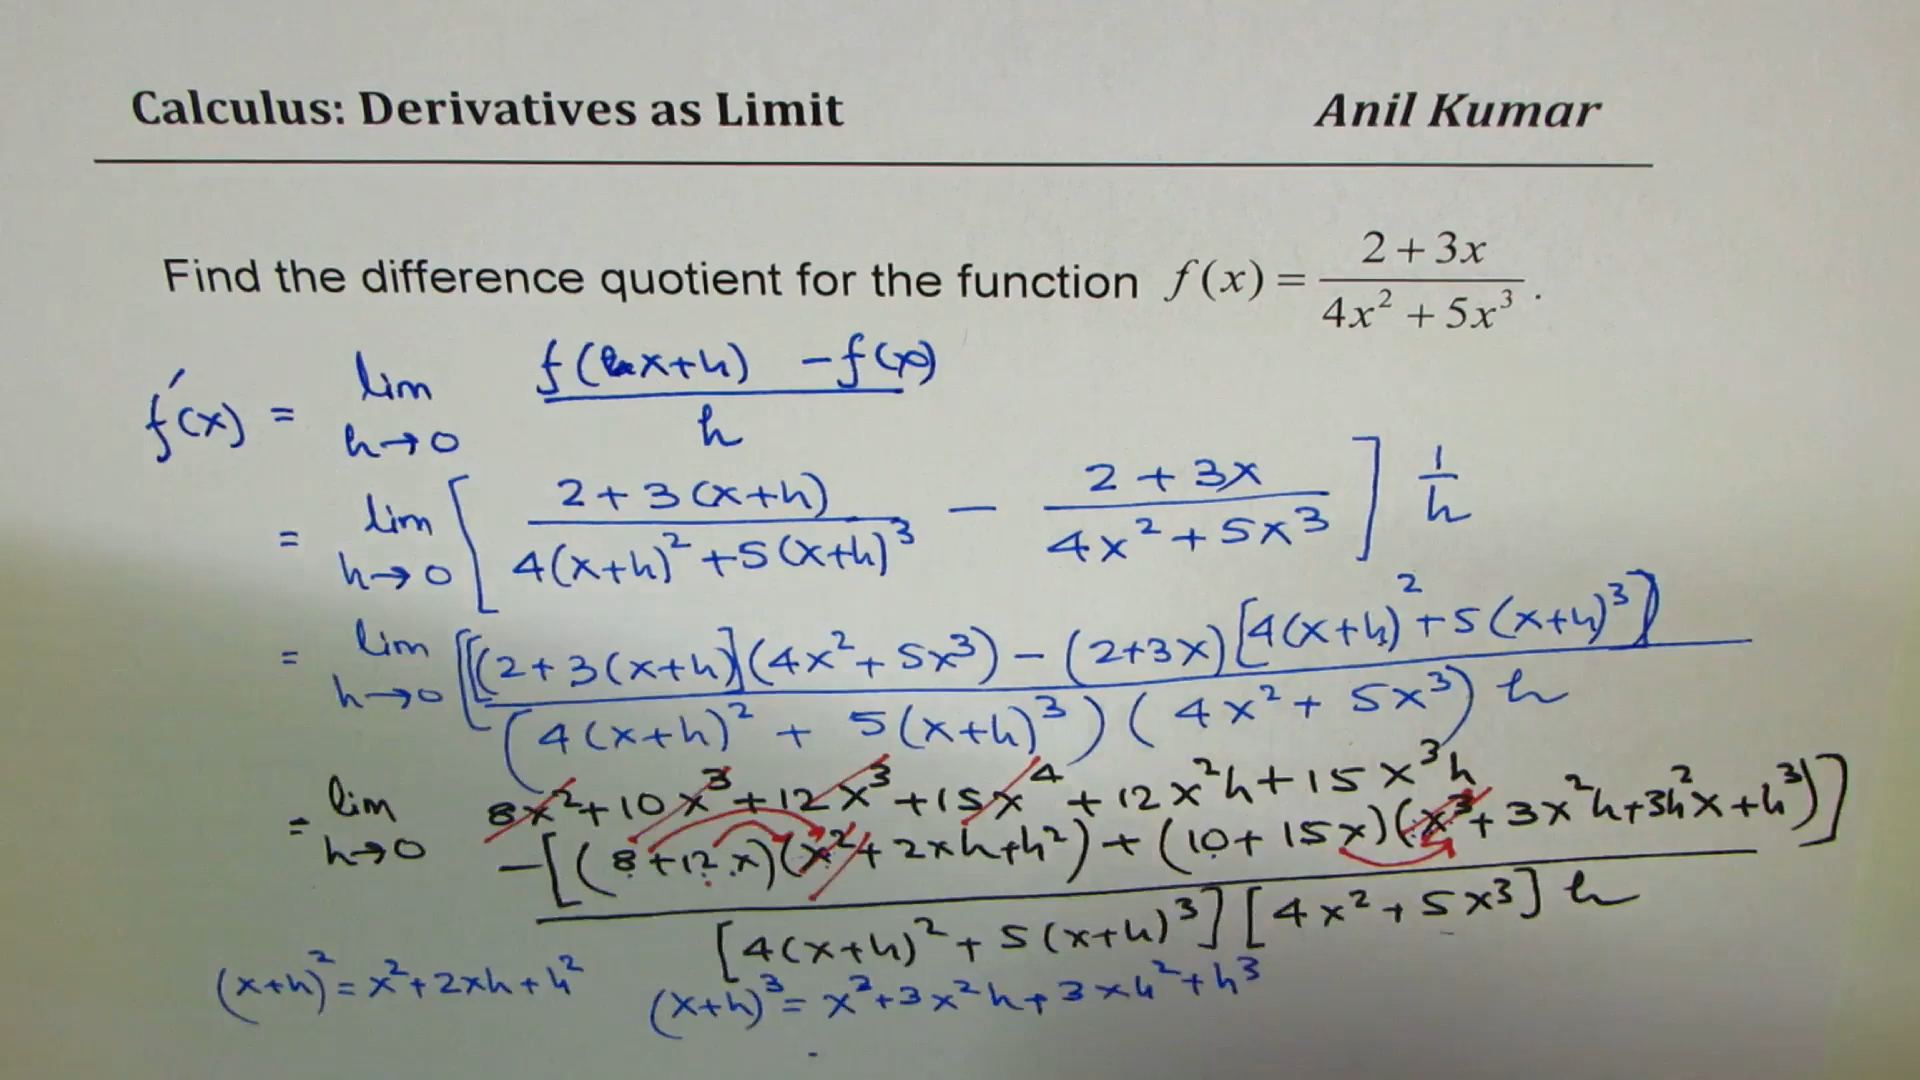 Calculus: Derivatives as Limit Anil Kumar
Find the difference quotient for the function f(x) = (2 + 3x)/(4x² + 5x³).
f'(x) = lim h→0 (f(x+h) - f(x))/h
= lim h→0 [ (2 + 3(x+h))/(4(x+h)² + 5(x+h)³) - (2 + 3x)/(4x² + 5x³) ] 1/h
= lim h→0 [[(2 + 3(x+h)](4x² + 5x³) - (2+3x)[4(x+h)² + 5(x+h)³)] / (4(x+h)² + 5(x+h)³)(4x² + 5x³) h
= lim h→0 8x² + 10x³ + 12x³ + 15x⁴ + 12x²h + 15x³h
-[(8+12x)(x² + 2xh + h²) + (10 + 15x)(x³ + 3x²h + 3h²x + h³)]
[4(x+h)² + 5(x+h)³][4x² + 5x³] h
(x+h)² = x² + 2xh + h² (x+h)³ = x³ + 3x²h + 3xh² + h³